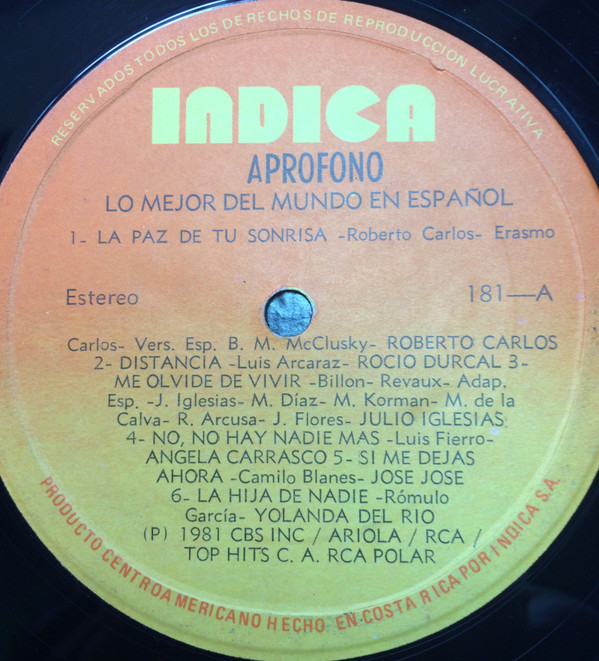 RESERVADOS TODOS LOS DERECHOS DE REPRODUCCION LUCRATIVA
INDICA
APROFONO
LO MEJOR DEL MUNDO EN ESPAÑOL
1- LA PAZ DE TU SONRISA -Roberto Carlos- Erasmo
Estereo 181—A
Carlos- Vers. Esp. B. M. McClusky- ROBERTO CARLOS
2- DISTANCIA -Luis Arcaraz- ROCIO DURCAL 3-
ME OLVIDE DE VIVIR -Billon- Revaux- Adap.
Esp. -J. Iglesias- M. Díaz- M. Korman- M. de la
Calva- R. Arcusa- J. Flores- JULIO IGLESIAS
4- NO, NO HAY NADIE MAS -Luis Fierro-
ANGELA CARRASCO 5- SI ME DEJAS
AHORA -Camilo Blanes- JOSE JOSE
6- LA HIJA DE NADIE -Rómulo
García- YOLANDA DEL RIO
(P) 1981 CBS INC / ARIOLA / RCA /
TOP HITS C. A. RCA POLAR
PRODUCTO CENTROAMERICANO HECHO EN COSTA RICA POR INDICA S.A.